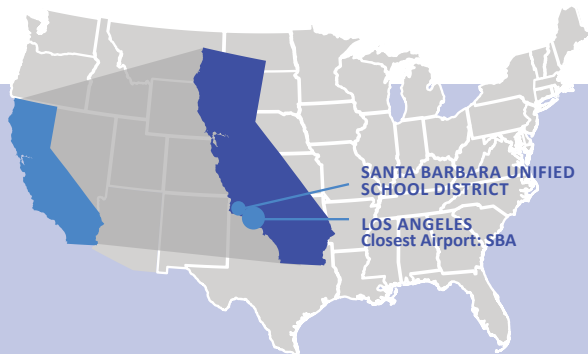 SANTA BARBARA UNIFIED
SCHOOL DISTRICT
LOS ANGELES
Closest Airport: SBA